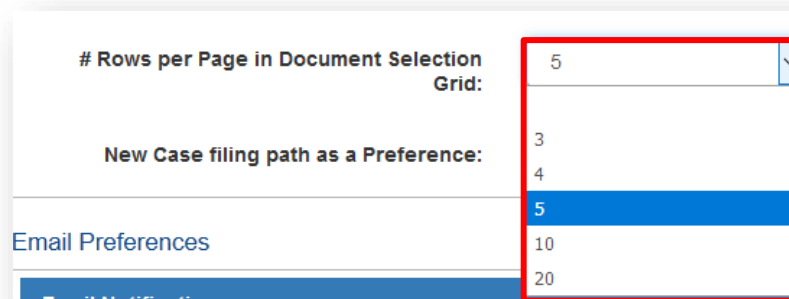 # Rows per Page in Document Selection
Grid:
5
New Case filing path as a Preference:
3
4
5
10
20
Email Preferences